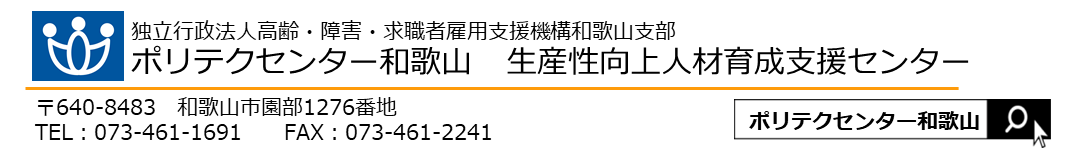 独立行政法人高齢・障害・求職者雇用支援機構和歌山支部
ポリテクセンター和歌山　生産性向上人材育成支援センター
〒640-8483　和歌山市園部1276番地
TEL：073-461-1691　　FAX：073-461-2241
ポリテクセンター和歌山